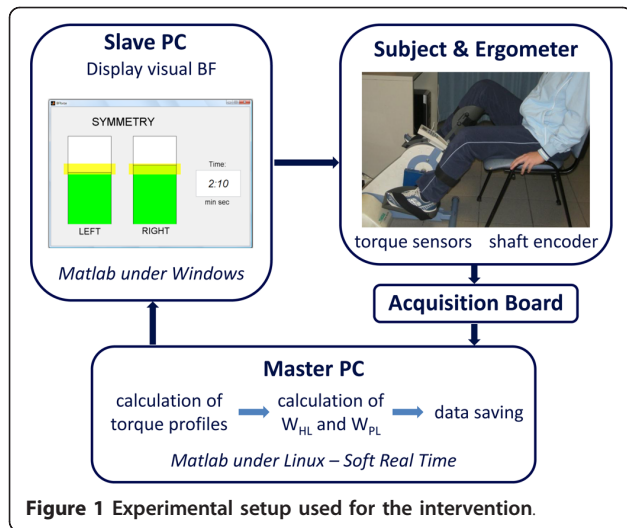 Slave PC
Display visual BF
SYMMETRY
LEFT
RIGHT
Time:
2:10
min sec
Matlab under Windows
Subject & Ergometer
torque sensors shaft encoder
Acquisition Board
Master PC
calculation of torque profiles
calculation of W_HL and W_PL
data saving
Matlab under Linux – Soft Real Time
Figure 1 Experimental setup used for the intervention.